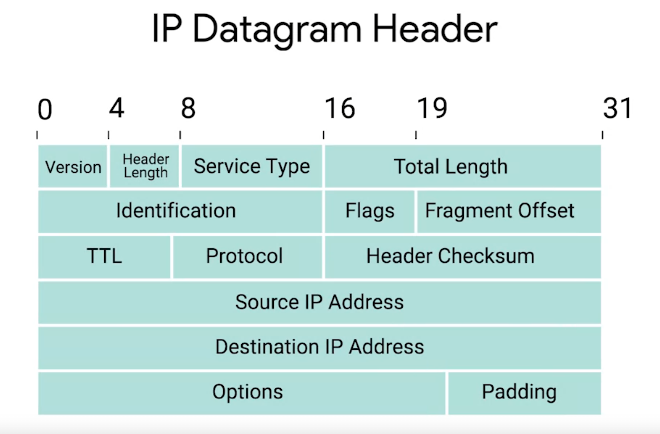 IP Datagram Header
0 4 8 16 19 31
Version Header Length Service Type Total Length
Identification Flags Fragment Offset
TTL Protocol Header Checksum
Source IP Address
Destination IP Address
Options Padding